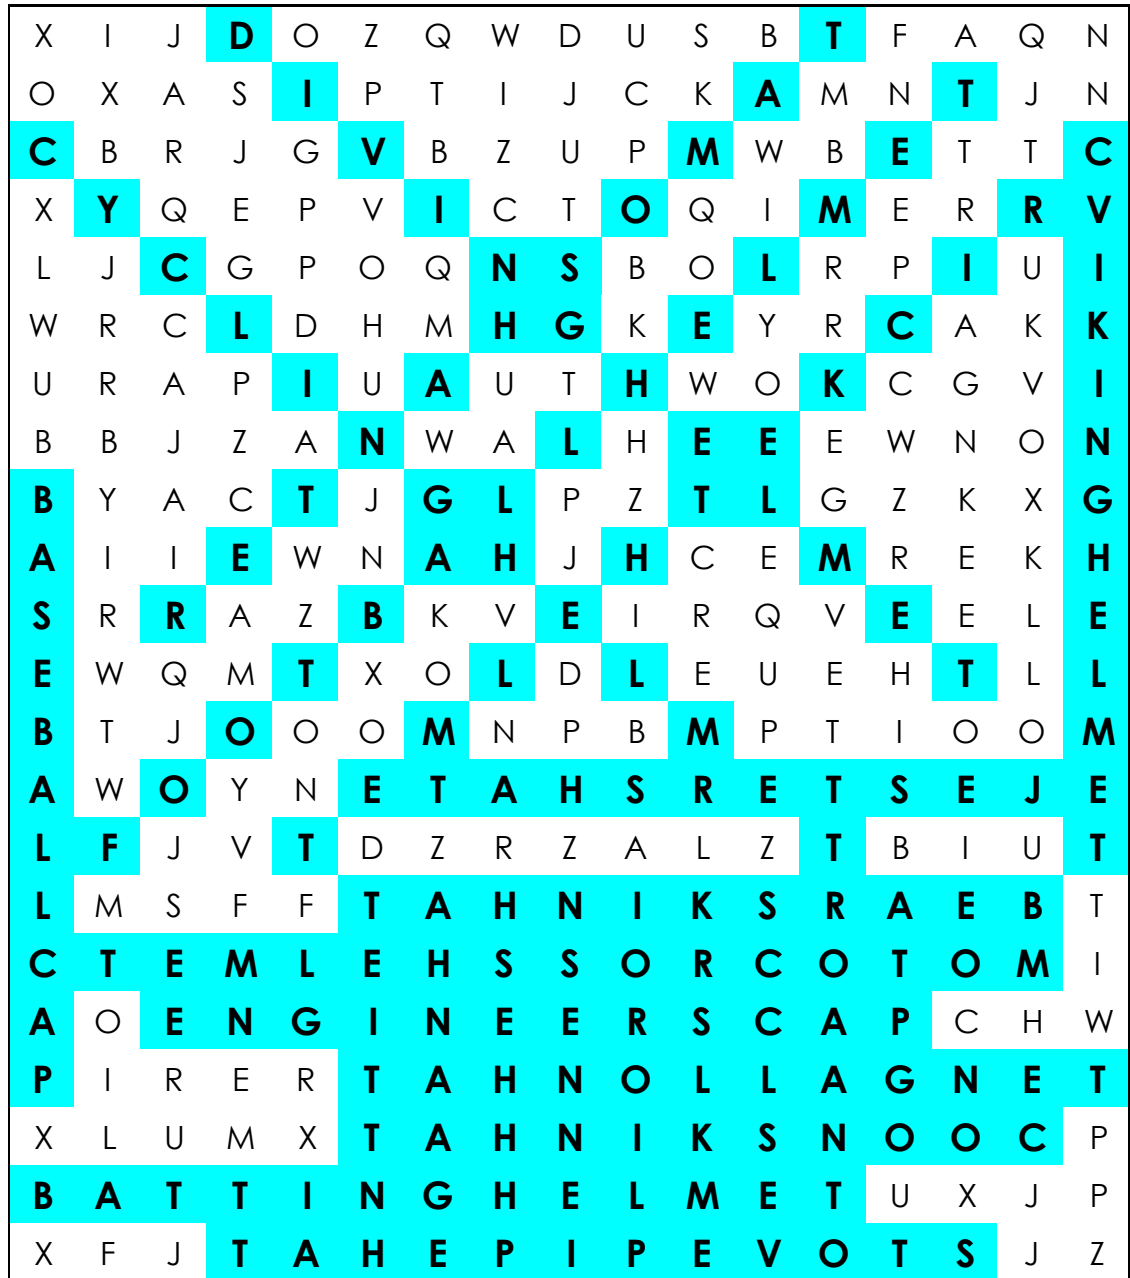 X I J D O Z Q W D U S B T F A Q N
O X A S I P T I J C K A M N T J N
C B R J G V B Z U P M W B E T T C
X Y Q E P V I C T O Q I M E R R V
L J C G P O Q N S B O L R P I U I
W R C L D H M H G K E Y R C A K K
U R A P I U A U T H W O K C G V I
B B J Z A N W A L H E E E W N O N
B Y A C T J G L P Z T L G Z K X G
A I I E W N A H J H C E M R E K H
S R R A Z B K V E I R Q V E E L E
E W Q M T X O L D L E U E H T L L
B T J O O O M N P B M P T I O O M
A W O Y N E T A H S R E T S E J E
L F J V T D Z R Z A L Z T B I U T
L M S F F T A H N I K S R A E B T
C T E M L E H S S O R C O T O M I
A O E N G I N E E R S C A P C H W
P I R E R T A H N O L L A G N E T
X L U M X T A H N I K S N O O C P
B A T T I N G H E L M E T U X J P
X F J T A H E P I P E V O T S J Z